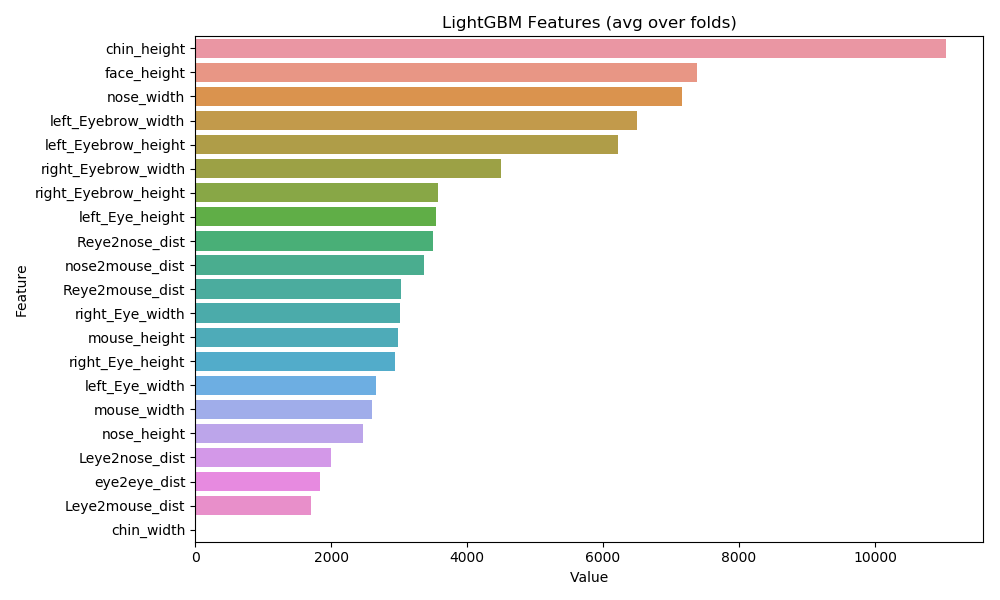 LightGBM Features (avg over folds)
chin_height
face_height
nose_width
left_Eyebrow_width
left_Eyebrow_height
right_Eyebrow_width
right_Eyebrow_height
left_Eye_height
Reye2nose_dist
nose2mouse_dist
Reye2mouse_dist
right_Eye_width
mouse_height
right_Eye_height
left_Eye_width
mouse_width
nose_height
Leye2nose_dist
eye2eye_dist
Leye2mouse_dist
chin_width
Feature
0 2000 4000 6000 8000 10000
Value